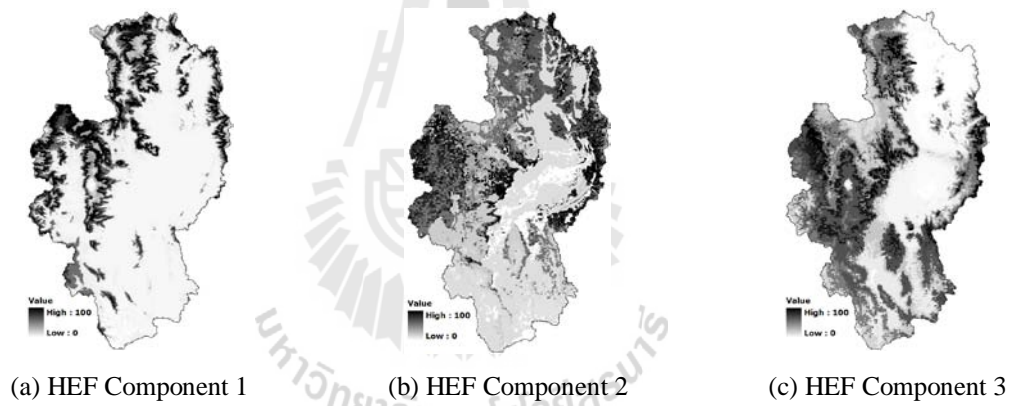 Value
High : 100
Low : 0
Value
High : 100
Low : 0
Value
High : 100
Low : 0
(a) HEF Component 1
(b) HEF Component 2
(c) HEF Component 3